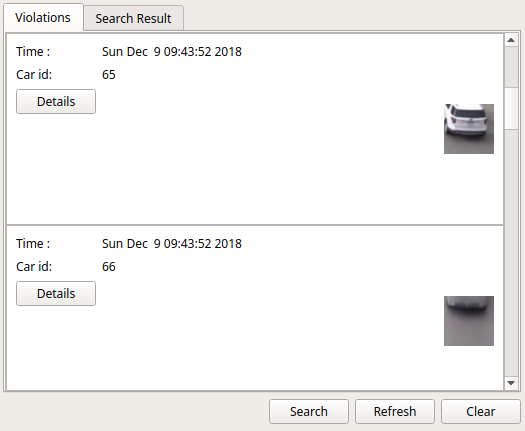 Violations Search Result
Time : Sun Dec 9 09:43:52 2018
Car id: 65
Details
Time : Sun Dec 9 09:43:52 2018
Car id: 66
Details
Search Refresh Clear